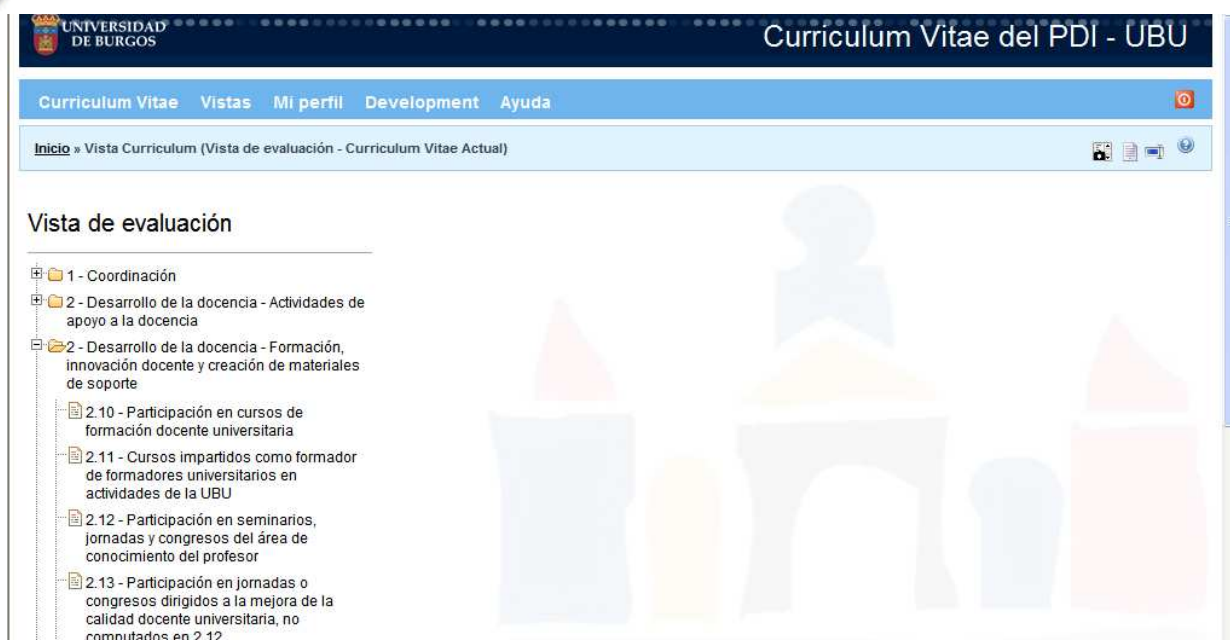 UNIVERSIDAD
DE BURGOS
Curriculum Vitae del PDI - UBU
Curriculum Vitae Vistas Mi perfil Development Ayuda
Inicio » Vista Curriculum (Vista de evaluación - Curriculum Vitae Actual)
Vista de evaluación
1 - Coordinación
2 - Desarrollo de la docencia - Actividades de
apoyo a la docencia
2 - Desarrollo de la docencia - Formación,
innovación docente y creación de materiales
de soporte
2.10 - Participación en cursos de
formación docente universitaria
2.11 - Cursos impartidos como formador
de formadores universitarios en
actividades de la UBU
2.12 - Participación en seminarios,
jornadas y congresos del área de
conocimiento del profesor
2.13 - Participación en jornadas o
congresos dirigidos a la mejora de la
calidad docente universitaria, no
computados en 2.12